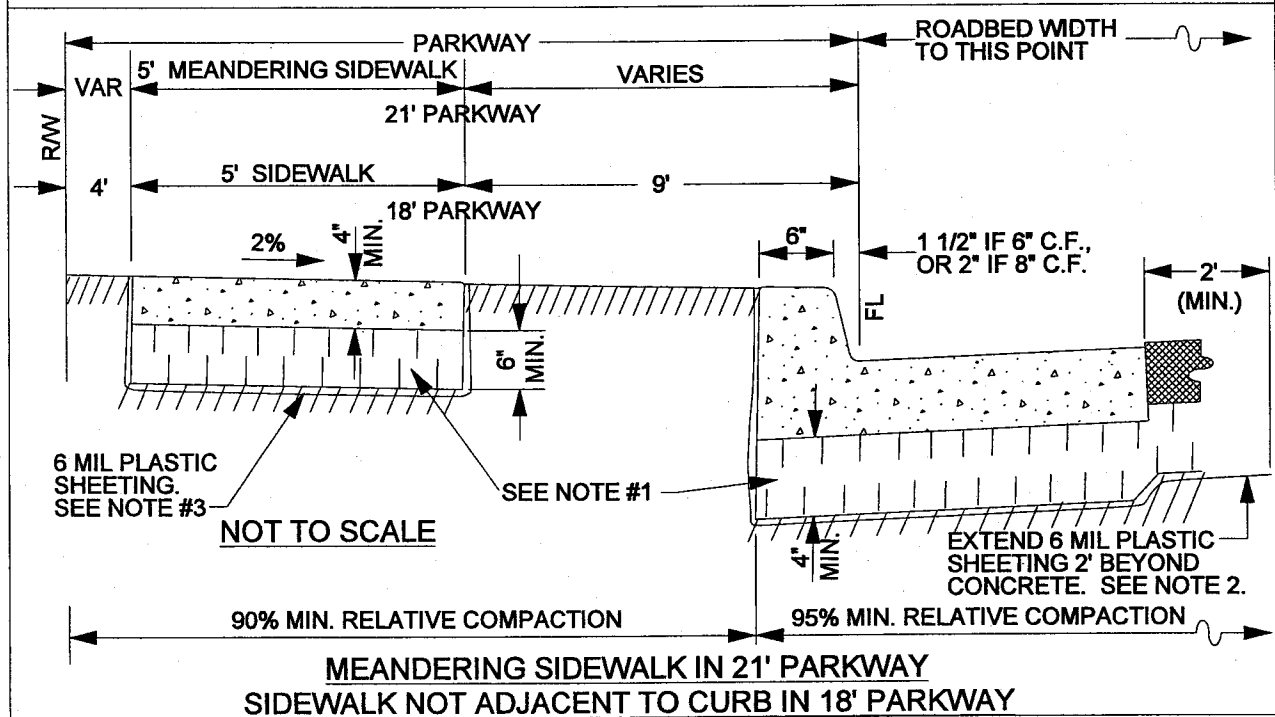 PARKWAY
ROADBED WIDTH
TO THIS POINT
VAR
5' MEANDERING SIDEWALK
VARIES
21' PARKWAY
R/W
4'
5' SIDEWALK
9'
18' PARKWAY
2%
4"
MIN.
6"
1 1/2" IF 6" C.F.,
OR 2" IF 8" C.F.
FL
2'
(MIN.)
6"
MIN.
6 MIL PLASTIC
SHEETING.
SEE NOTE #3
SEE NOTE #1
NOT TO SCALE
4"
MIN.
EXTEND 6 MIL PLASTIC
SHEETING 2' BEYOND
CONCRETE. SEE NOTE 2.
90% MIN. RELATIVE COMPACTION
95% MIN. RELATIVE COMPACTION
MEANDERING SIDEWALK IN 21' PARKWAY
SIDEWALK NOT ADJACENT TO CURB IN 18' PARKWAY